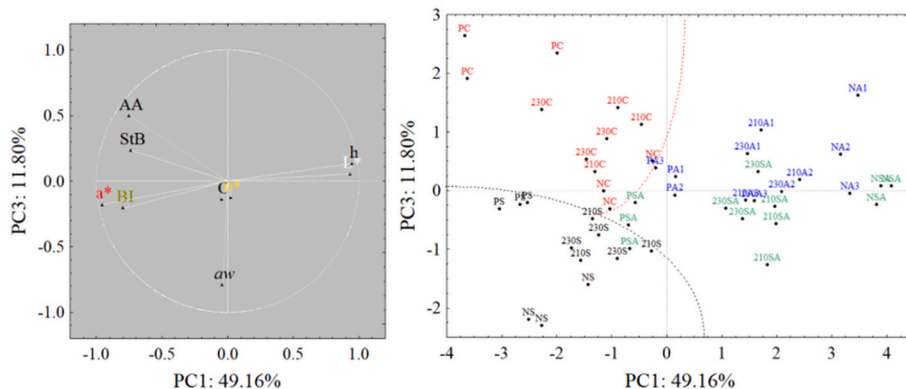 1.0
0.5
0.0
-0.5
-1.0
-1.0
-0.5
0.0
0.5
1.0
PC3: 11.80%
PC1: 49.16%
AA
StB
h
L*
a*
BI
C
b*
aw
3
2
1
0
-1
-2
-4
-3
-2
-1
0
1
2
3
4
PC3: 11.80%
PC1: 49.16%
PC
PC
PC
230C
210C
210C
230C
230C
210C
NC
NC
NC
PA3
PA1
PA2
PS
PS
PSA
PSA
PSA
210S
230S
230S
210S
230S
210S
NS
NS
NS
NA1
210A1
NA2
230A1
230SA
210A2
NSA
NSA
230A2
NA3
NSA
230SA
210SA
230SA
210SA
210SA